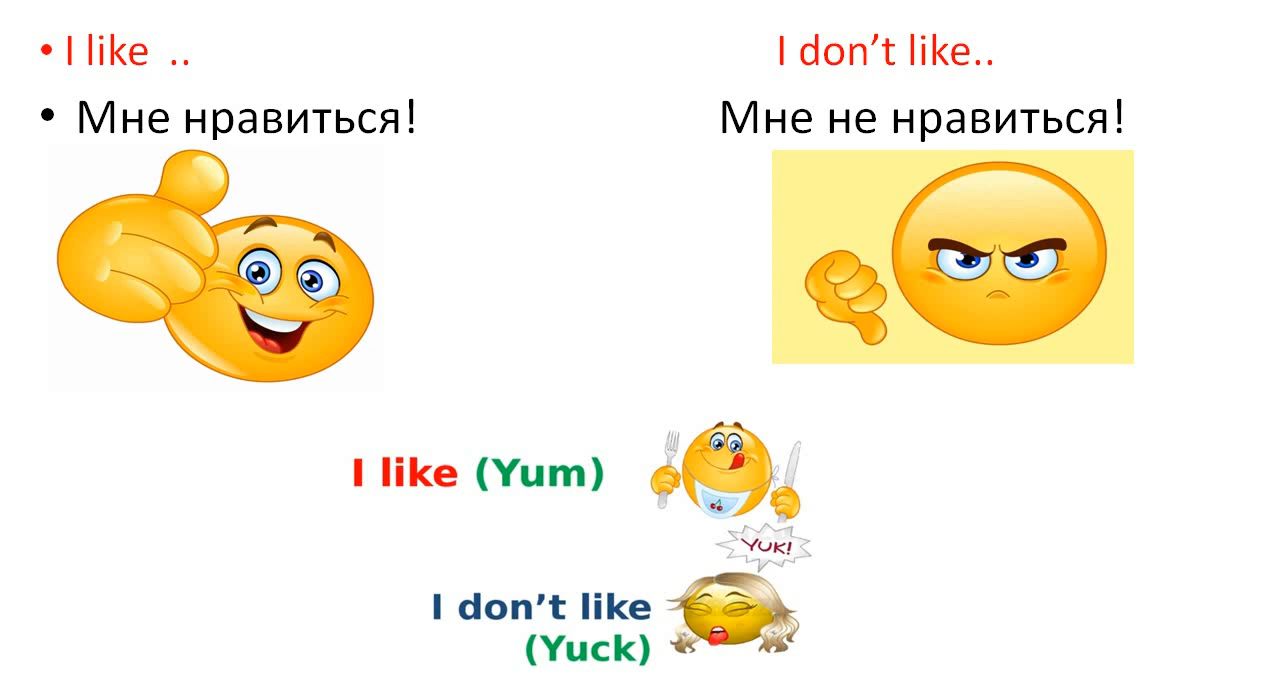 • I like ..
I don’t like..
• Мне нравиться!
Мне не нравиться!
I like (Yum)
YUK!
I don’t like
(Yuck)